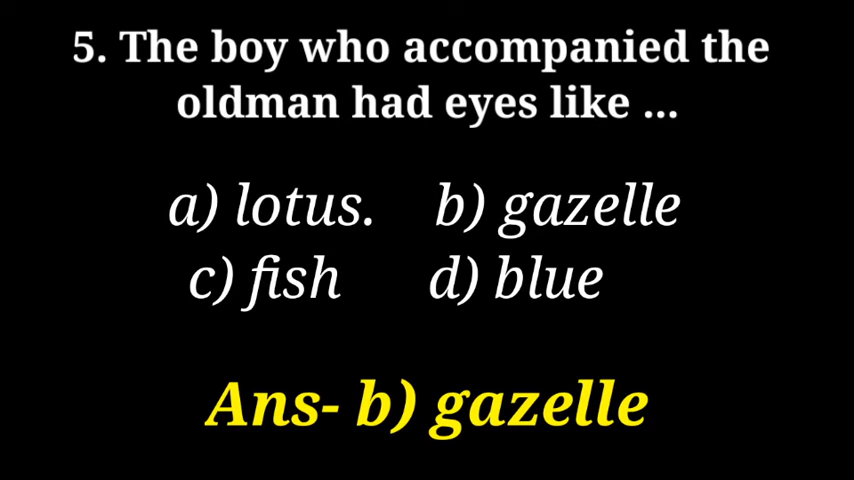 5. The boy who accompanied the
oldman had eyes like ...
a) lotus. b) gazelle
c) fish d) blue
Ans- b) gazelle